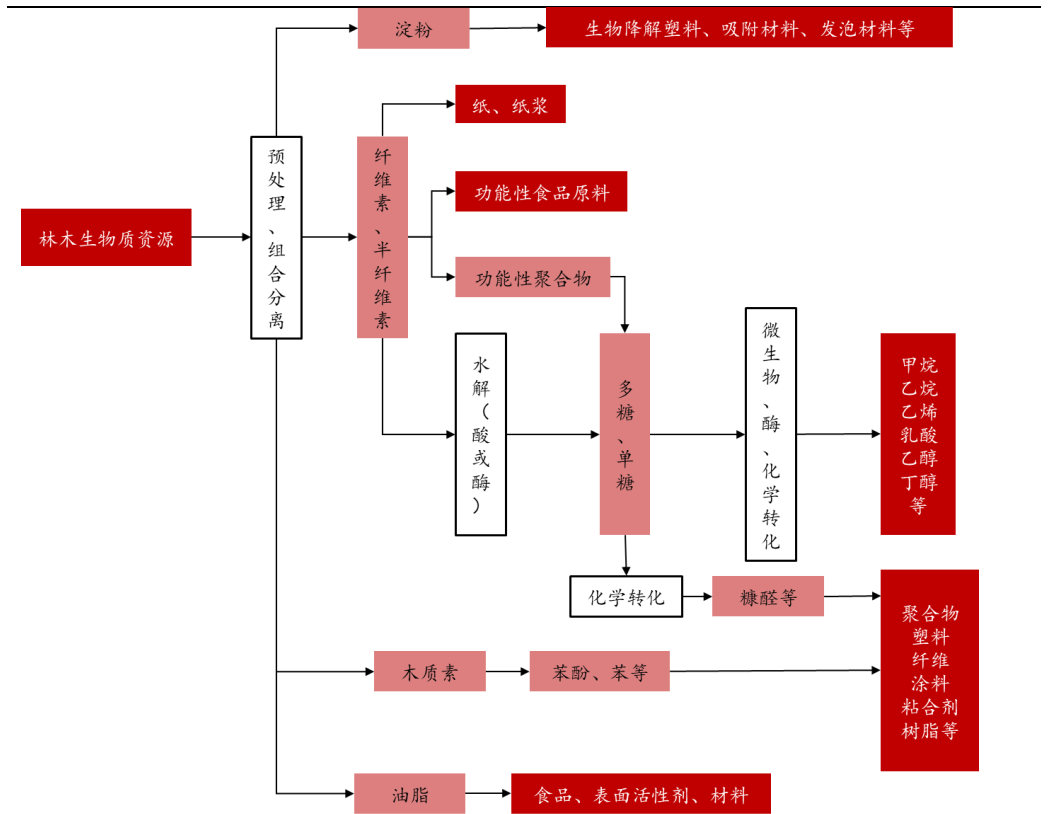 淀粉
生物降解塑料、吸附材料、发泡材料等
纸、纸浆
预处理、组合分离
纤维素、半纤维素
功能性食品原料
林木生物质资源
功能性聚合物
水解（酸或酶）
多糖、单糖
微生物、酶、化学转化
甲烷
乙烷
乙烯
乳酸
乙醇
丁醇
等
化学转化
糠醛等
聚合物
塑料
纤维
涂料
粘合剂
树脂等
木质素
苯酚、苯等
油脂
食品、表面活性剂、材料